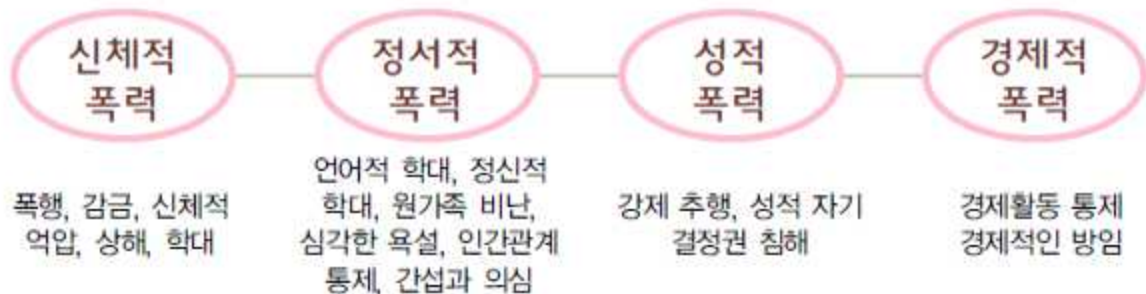 신체적
폭력
정서적
폭력
성적
폭력
경제적
폭력
폭행, 감금, 신체적
억압, 상해, 학대
언어적 학대, 정신적
학대, 원가족 비난,
심각한 욕설, 인간관계
통제, 간섭과 의심
강제 추행, 성적 자기
결정권 침해
경제활동 통제
경제적인 방임